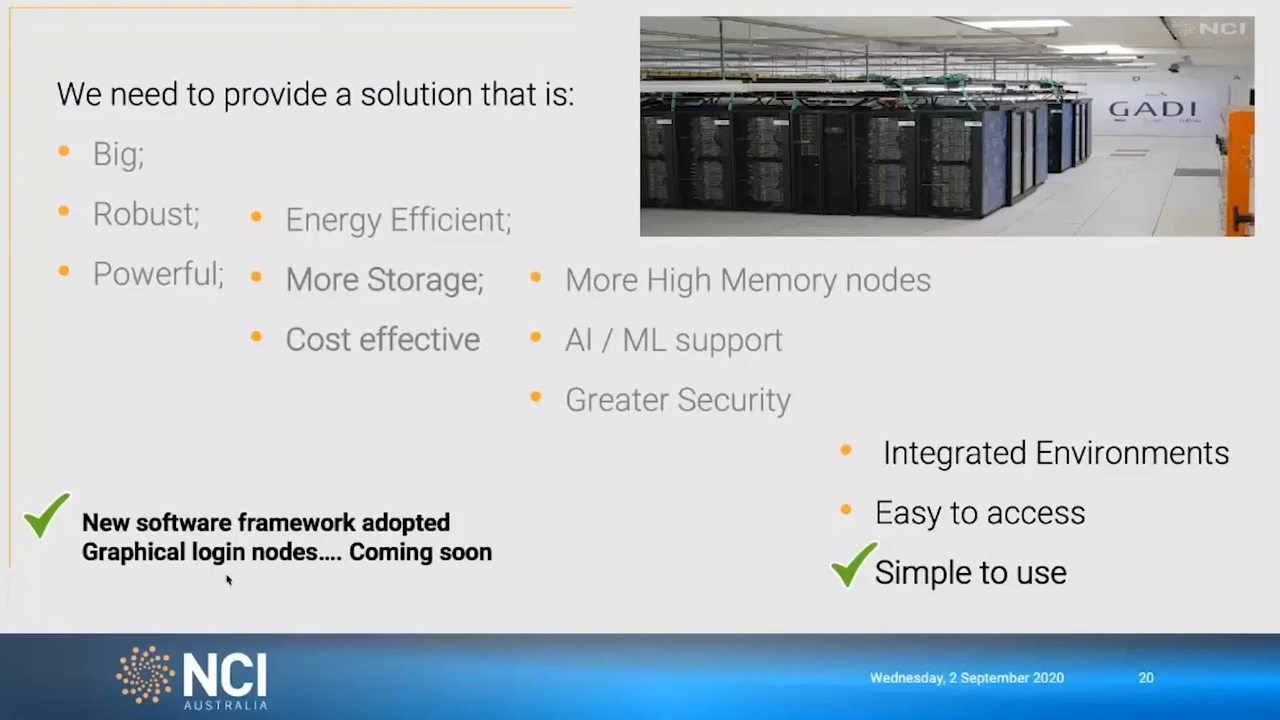 NCI
GADI
We need to provide a solution that is:
Big;
Robust;
Powerful;
Energy Efficient;
More Storage;
Cost effective
More High Memory nodes
AI / ML support
Greater Security
Integrated Environments
Easy to access
Simple to use
New software framework adopted
Graphical login nodes.... Coming soon
NCI
AUSTRALIA
Wednesday, 2 September 2020
20